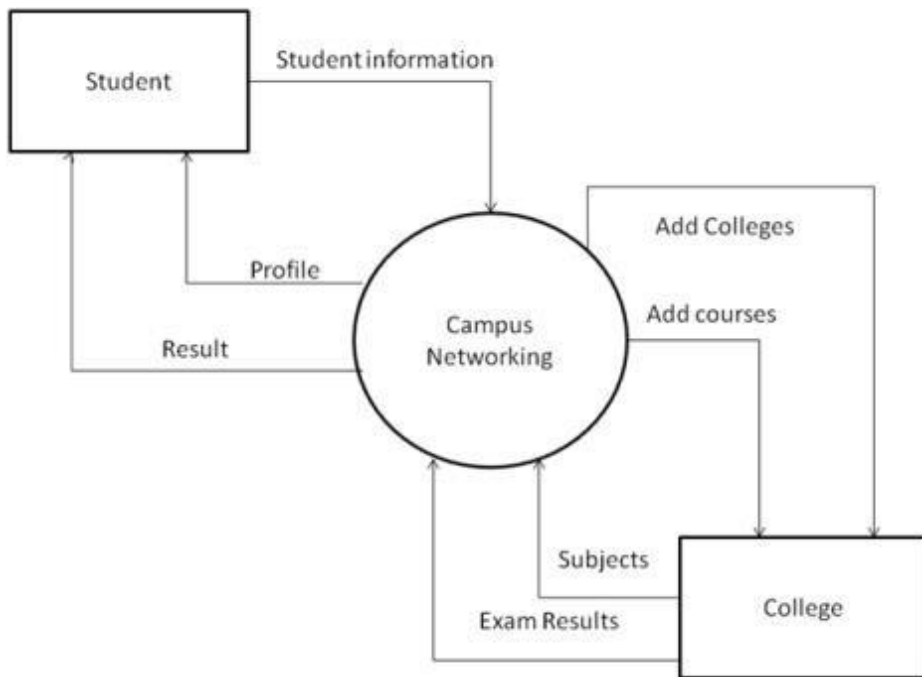 Student
Student information
Add Colleges
Profile
Add courses
Campus
Networking
Result
Subjects
College
Exam Results